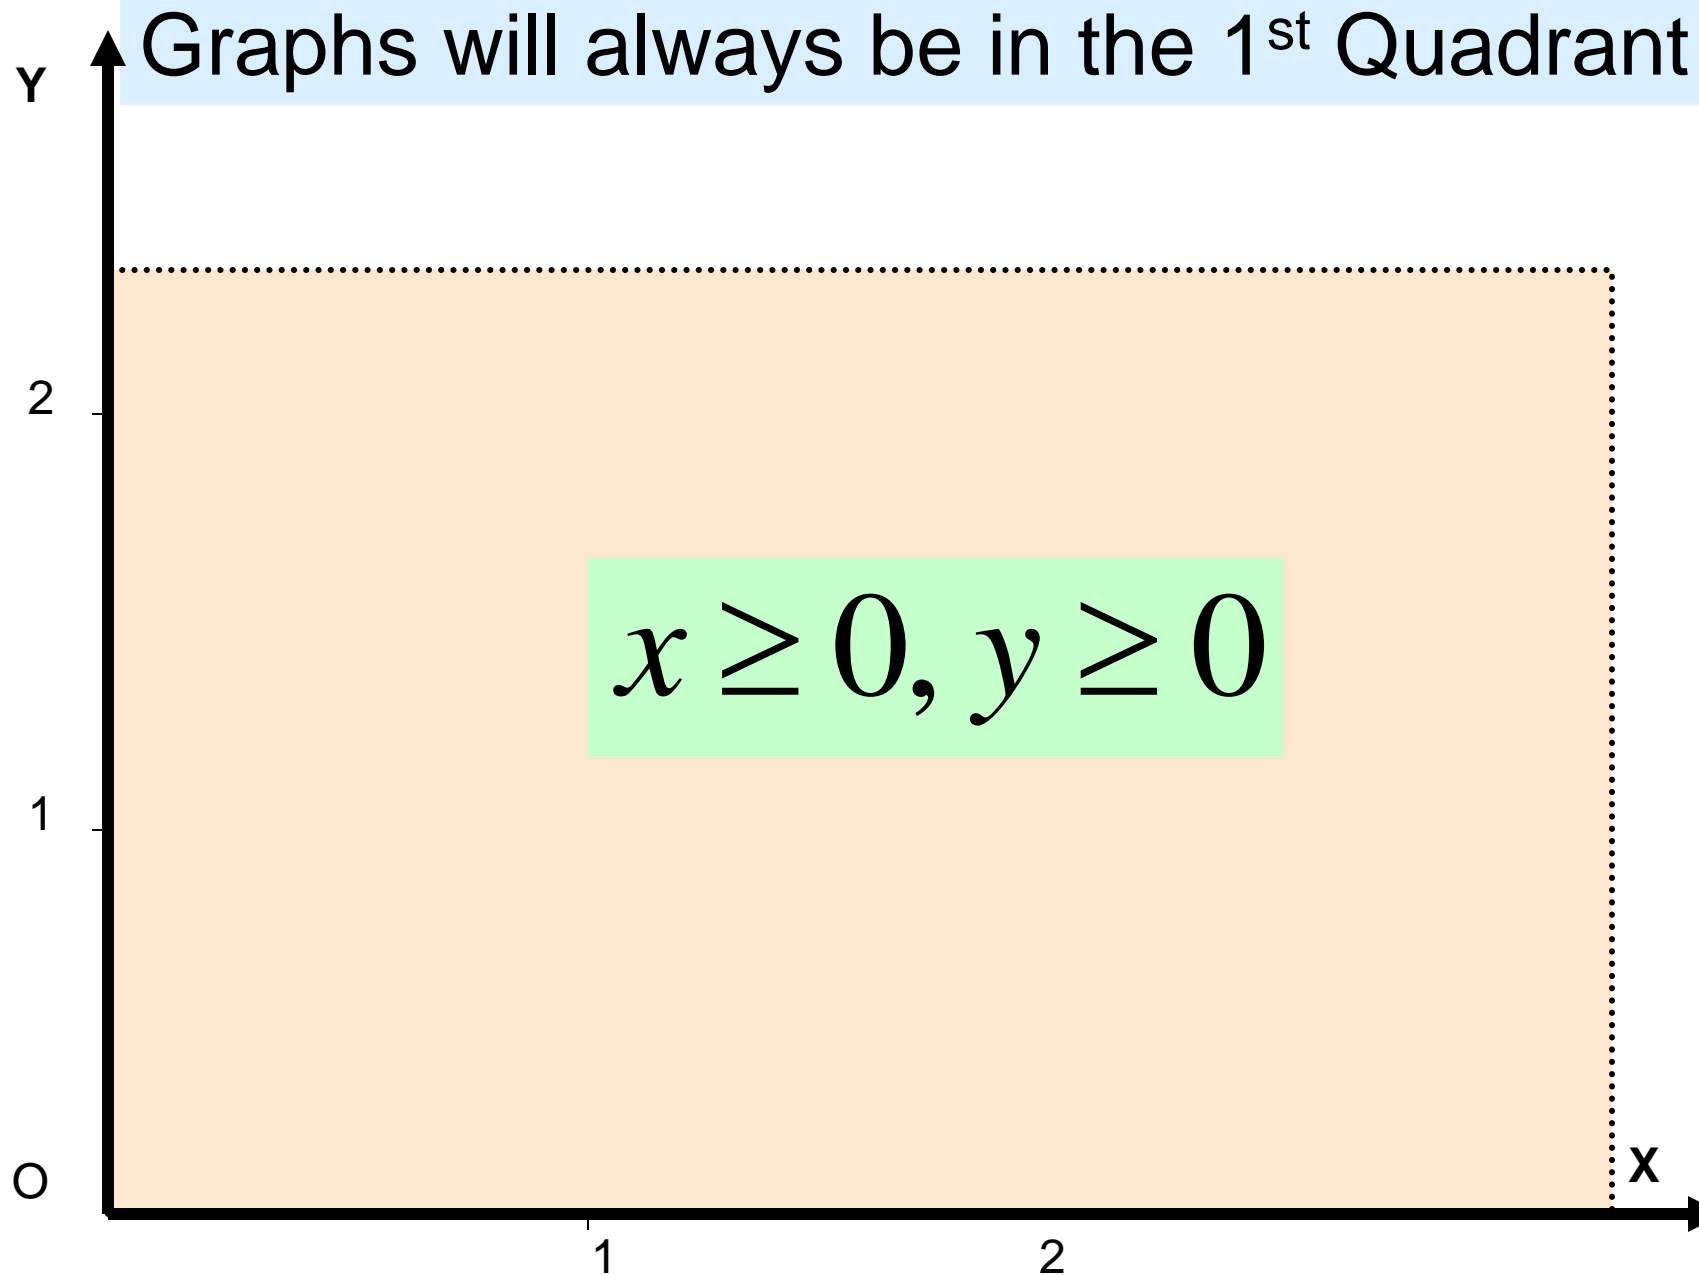 Graphs will always be in the 1st Quadrant
Y
2
x ≥ 0, y ≥ 0
1
O
X
1 2